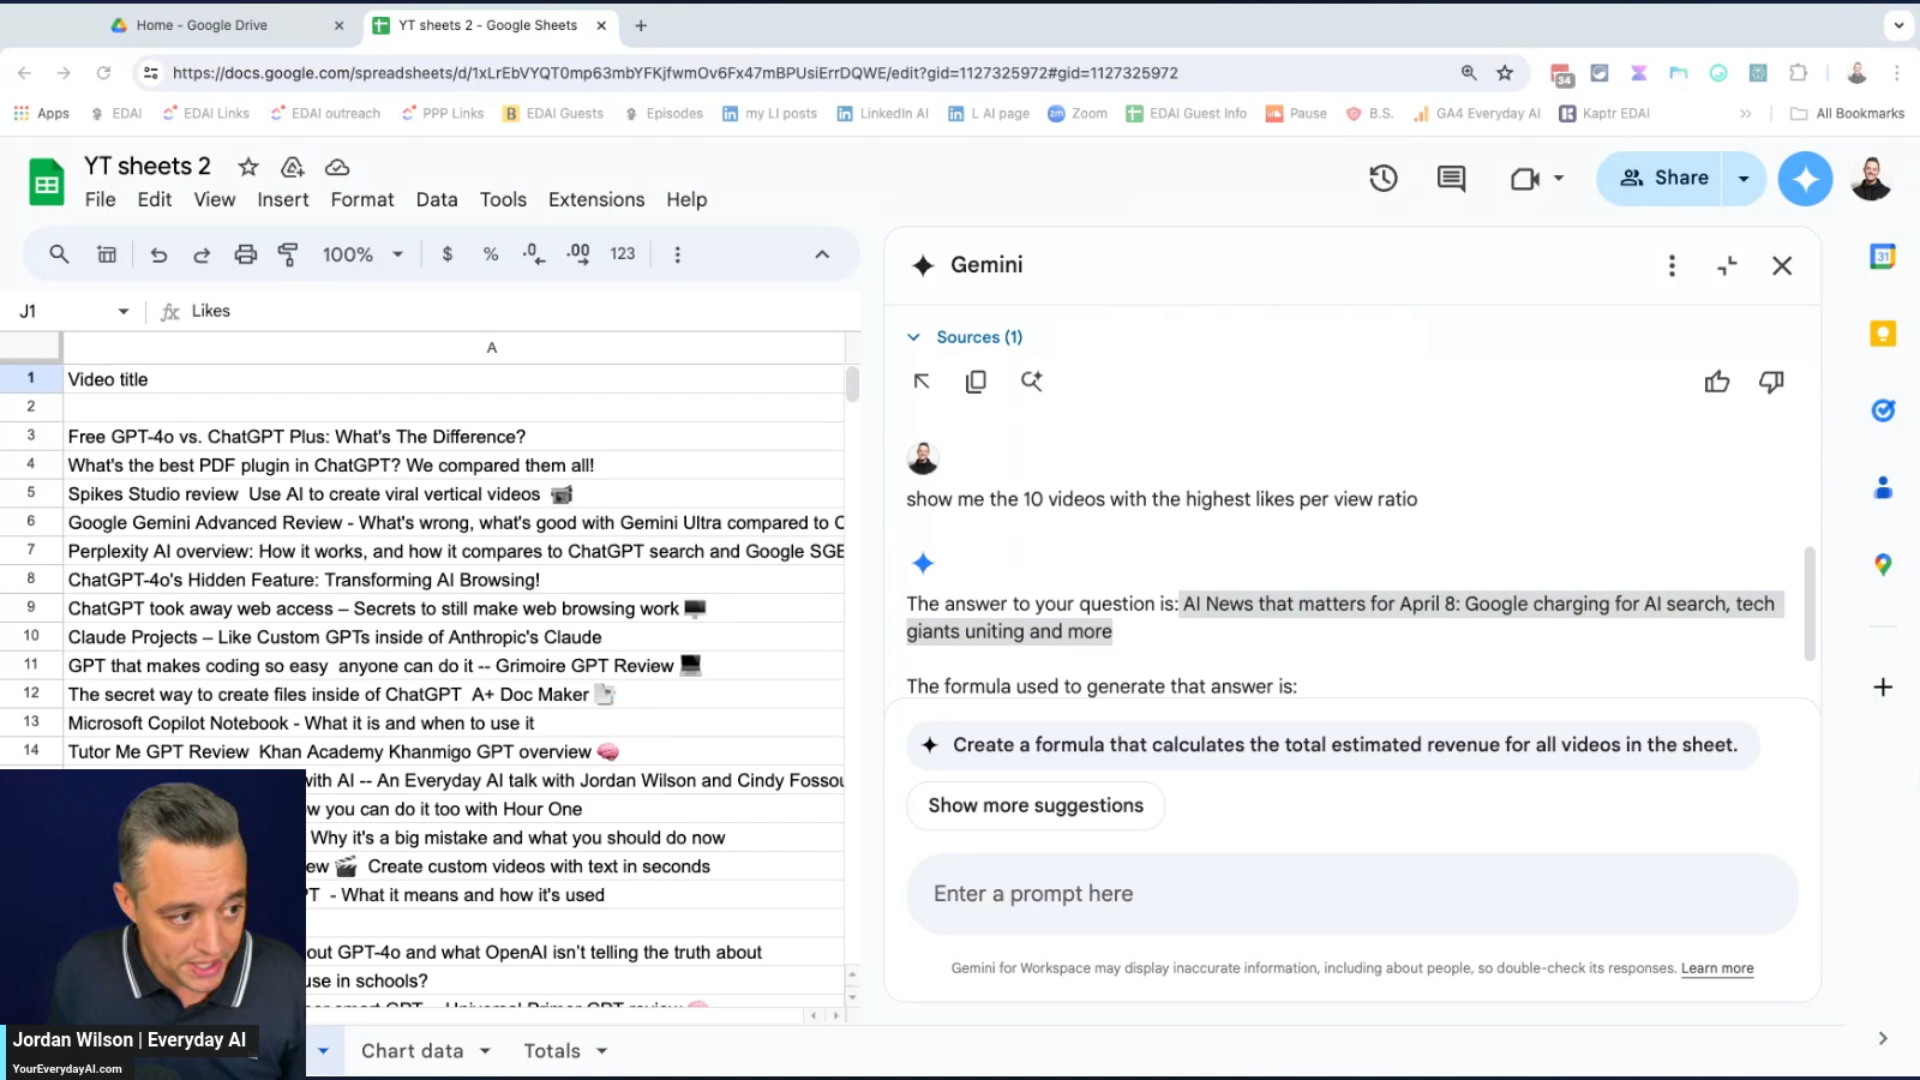 Home - Google Drive
YT sheets 2 - Google Sheets
https://docs.google.com/spreadsheets/d/1xLrEbVYQT0mp63mbYFKjfwmOv6Fx47mBPUsiErrDQWE/edit?gid=1127325972#gid=1127325972
34
Apps
EDAI
EDAI Links
EDAI outreach
PPP Links
EDAI Guests
Episodes
my LI posts
LinkedIn AI
L AI page
Zoom
EDAI Guest Info
Pause
B.S.
GA4 Everyday AI
Kaptr EDAI
All Bookmarks
YT sheets 2
File Edit View Insert Format Data Tools Extensions Help
Share
100%
$ % .0 .00 123
J1
Likes
A
1 Video title
2
3 Free GPT-4o vs. ChatGPT Plus: What's The Difference?
4 What's the best PDF plugin in ChatGPT? We compared them all!
5 Spikes Studio review Use AI to create viral vertical videos
6 Google Gemini Advanced Review - What's wrong, what's good with Gemini Ultra compared to C
7 Perplexity AI overview: How it works, and how it compares to ChatGPT search and Google SGE
8 ChatGPT-4o's Hidden Feature: Transforming AI Browsing!
9 ChatGPT took away web access – Secrets to still make web browsing work
10 Claude Projects – Like Custom GPTs inside of Anthropic's Claude
11 GPT that makes coding so easy anyone can do it -- Grimoire GPT Review
12 The secret way to create files inside of ChatGPT A+ Doc Maker
13 Microsoft Copilot Notebook - What it is and when to use it
14 Tutor Me GPT Review Khan Academy Khanmigo GPT overview
with AI -- An Everyday AI talk with Jordan Wilson and Cindy Fossou
w you can do it too with Hour One
Why it's a big mistake and what you should do now
ew Create custom videos with text in seconds
PT - What it means and how it's used
out GPT-4o and what OpenAI isn't telling the truth about
use in schools?
Chart data
Totals
Gemini
Sources (1)
show me the 10 videos with the highest likes per view ratio
The answer to your question is: AI News that matters for April 8: Google charging for AI search, tech
giants uniting and more
The formula used to generate that answer is:
Create a formula that calculates the total estimated revenue for all videos in the sheet.
Show more suggestions
Enter a prompt here
Gemini for Workspace may display inaccurate information, including about people, so double-check its responses. Learn more
31
Jordan Wilson | Everyday AI
YourEverydayAI.com